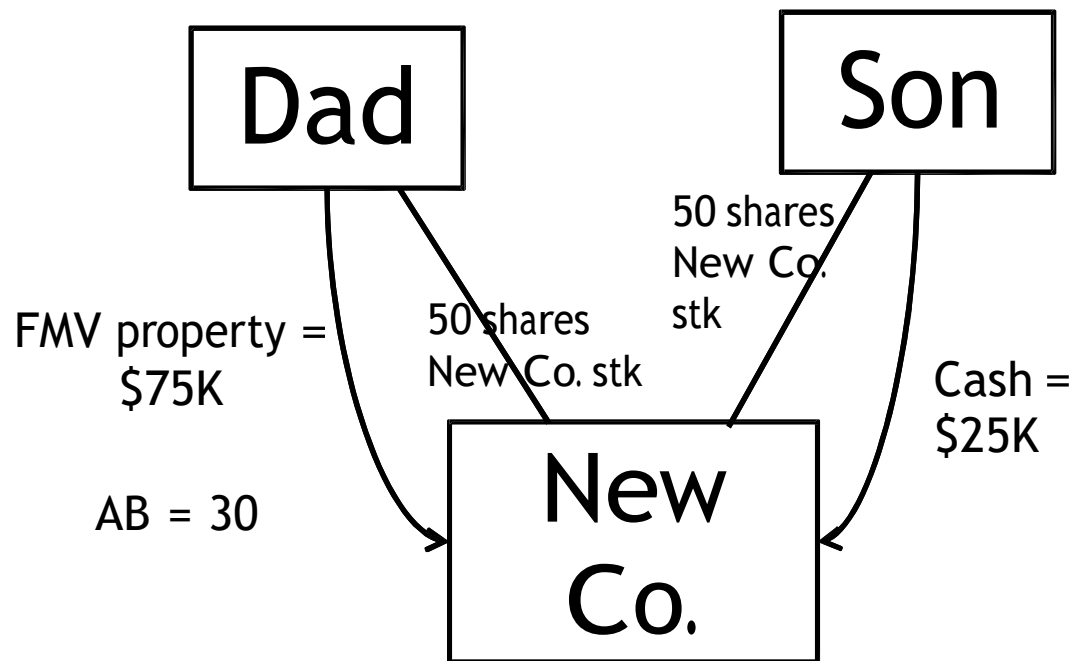 Dad
Son
50 shares
New Co.
stk
FMV property =
$75K
50 shares
New Co. stk
Cash =
$25K
AB = 30
New
Co.